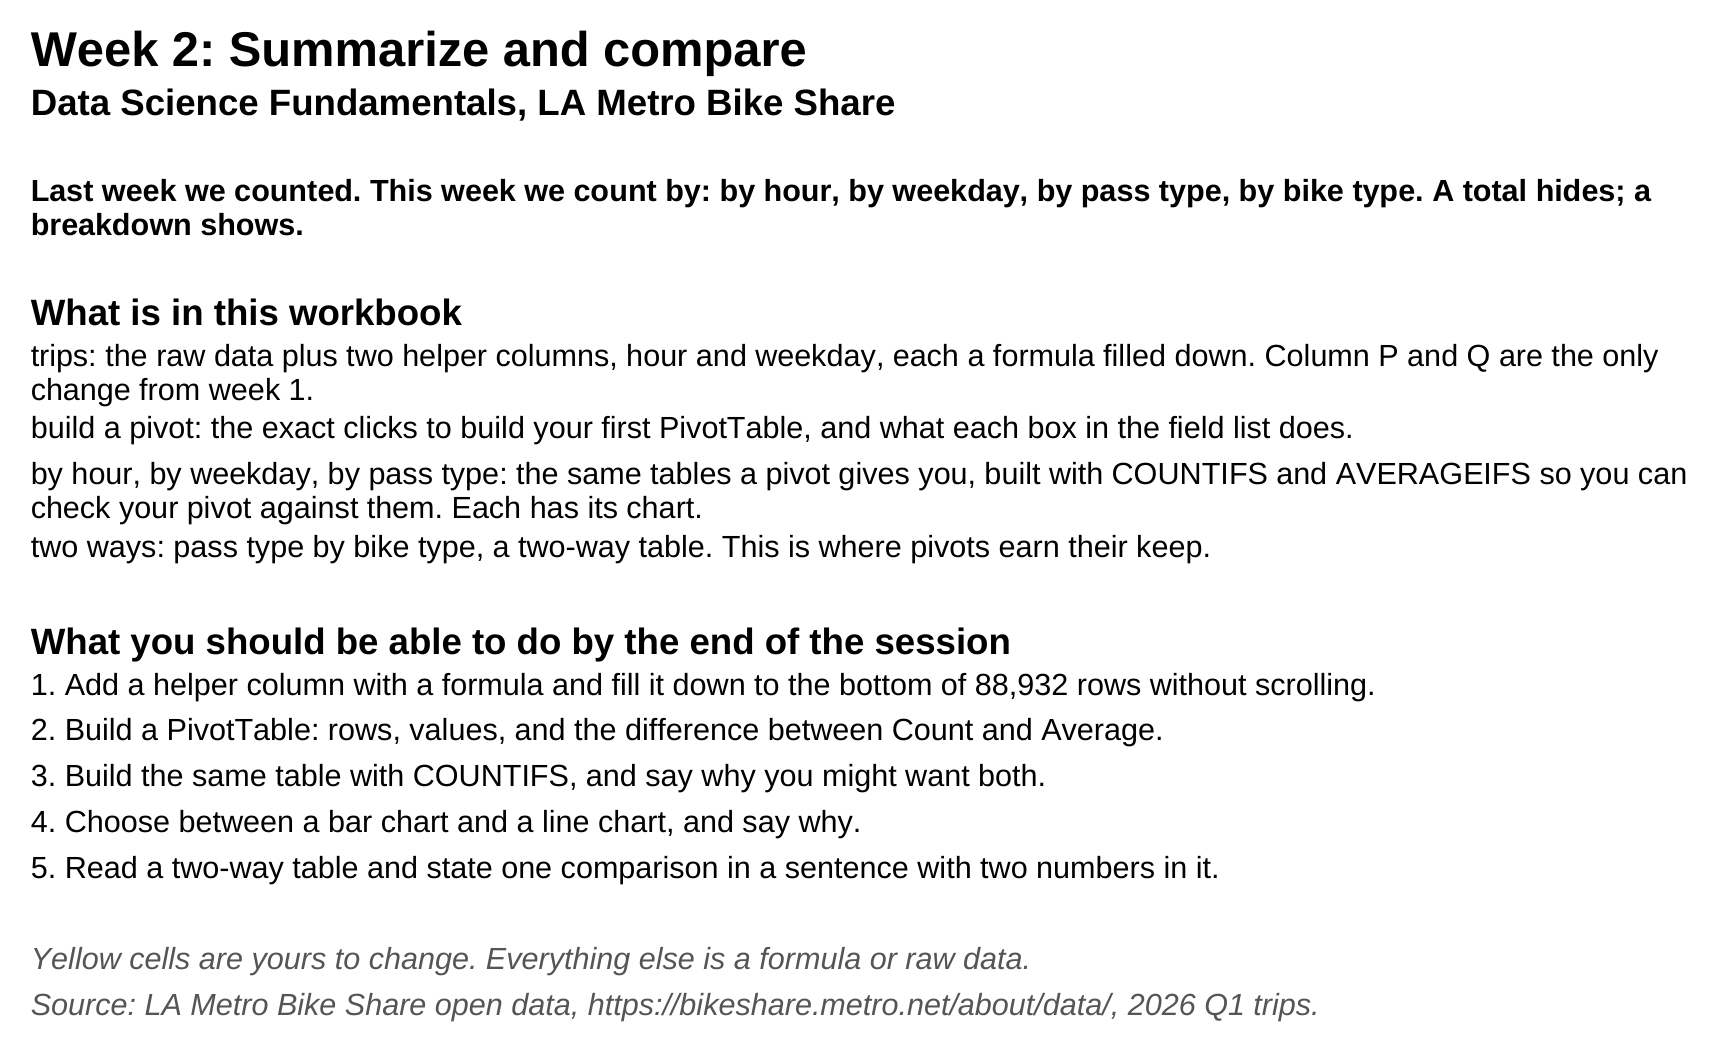 Week 2: Summarize and compare
Data Science Fundamentals, LA Metro Bike Share
Last week we counted. This week we count by: by hour, by weekday, by pass type, by bike type. A total hides; a
breakdown shows.
What is in this workbook
trips: the raw data plus two helper columns, hour and weekday, each a formula filled down. Column P and Q are the only
change from week 1.
build a pivot: the exact clicks to build your first PivotTable, and what each box in the field list does.
by hour, by weekday, by pass type: the same tables a pivot gives you, built with COUNTIFS and AVERAGEIFS so you can
check your pivot against them. Each has its chart.
two ways: pass type by bike type, a two-way table. This is where pivots earn their keep.
What you should be able to do by the end of the session
1. Add a helper column with a formula and fill it down to the bottom of 88,932 rows without scrolling.
2. Build a PivotTable: rows, values, and the difference between Count and Average.
3. Build the same table with COUNTIFS, and say why you might want both.
4. Choose between a bar chart and a line chart, and say why.
5. Read a two-way table and state one comparison in a sentence with two numbers in it.
Yellow cells are yours to change. Everything else is a formula or raw data.
Source: LA Metro Bike Share open data, https://bikeshare.metro.net/about/data/, 2026 Q1 trips.